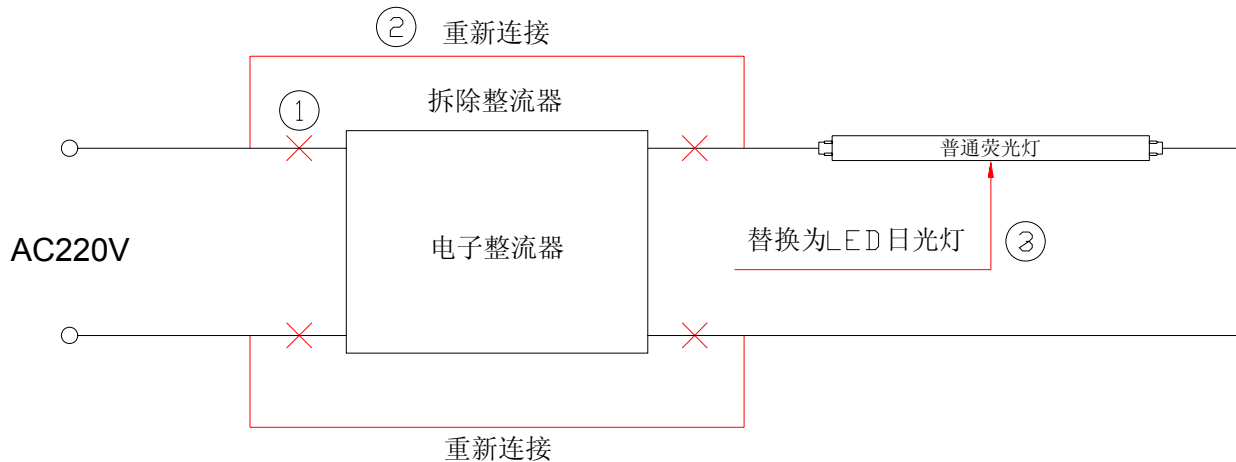 ② 重新连接
① 拆除整流器
普通荧光灯
AC220V
电子整流器
替换为LED日光灯 ③
重新连接